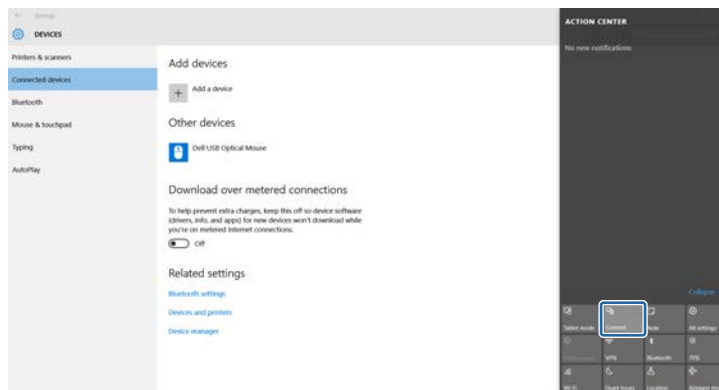 Settings
DEVICES
Printers & scanners
Connected devices
Bluetooth
Mouse & touchpad
Typing
AutoPlay
Add devices
Add a device
Other devices
Dell USB Optical Mouse
Download over metered connections
To help prevent extra charges, keep this off so device software
(drivers, info, and apps) for new devices won't download while
you're on metered Internet connections.
Off
Related settings
Bluetooth settings
Devices and printers
Device manager
ACTION CENTER
No new notifications
Collapse
Tablet mode Connect Note All settings
VPN Bluetooth 70%
Wi-Fi Quiet hours Location Airplane mo